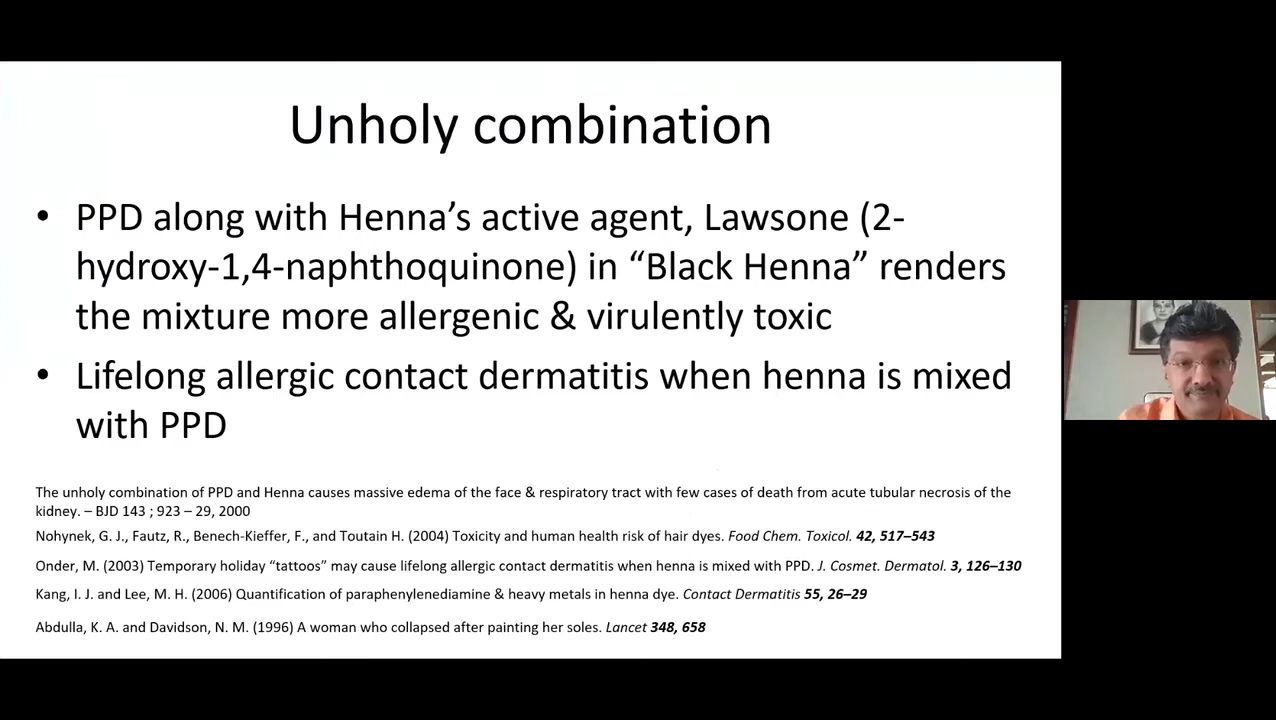 Unholy combination
• PPD along with Henna’s active agent, Lawsone (2-
hydroxy-1,4-naphthoquinone) in “Black Henna” renders
the mixture more allergenic & virulently toxic
• Lifelong allergic contact dermatitis when henna is mixed
with PPD
The unholy combination of PPD and Henna causes massive edema of the face & respiratory tract with few cases of death from acute tubular necrosis of the
kidney. – BJD 143 ; 923 – 29, 2000
Nohynek, G. J., Fautz, R., Benech-Kieffer, F., and Toutain H. (2004) Toxicity and human health risk of hair dyes. Food Chem. Toxicol. 42, 517–543
Onder, M. (2003) Temporary holiday “tattoos” may cause lifelong allergic contact dermatitis when henna is mixed with PPD. J. Cosmet. Dermatol. 3, 126–130
Kang, I. J. and Lee, M. H. (2006) Quantification of paraphenylenediamine & heavy metals in henna dye. Contact Dermatitis 55, 26–29
Abdulla, K. A. and Davidson, N. M. (1996) A woman who collapsed after painting her soles. Lancet 348, 658